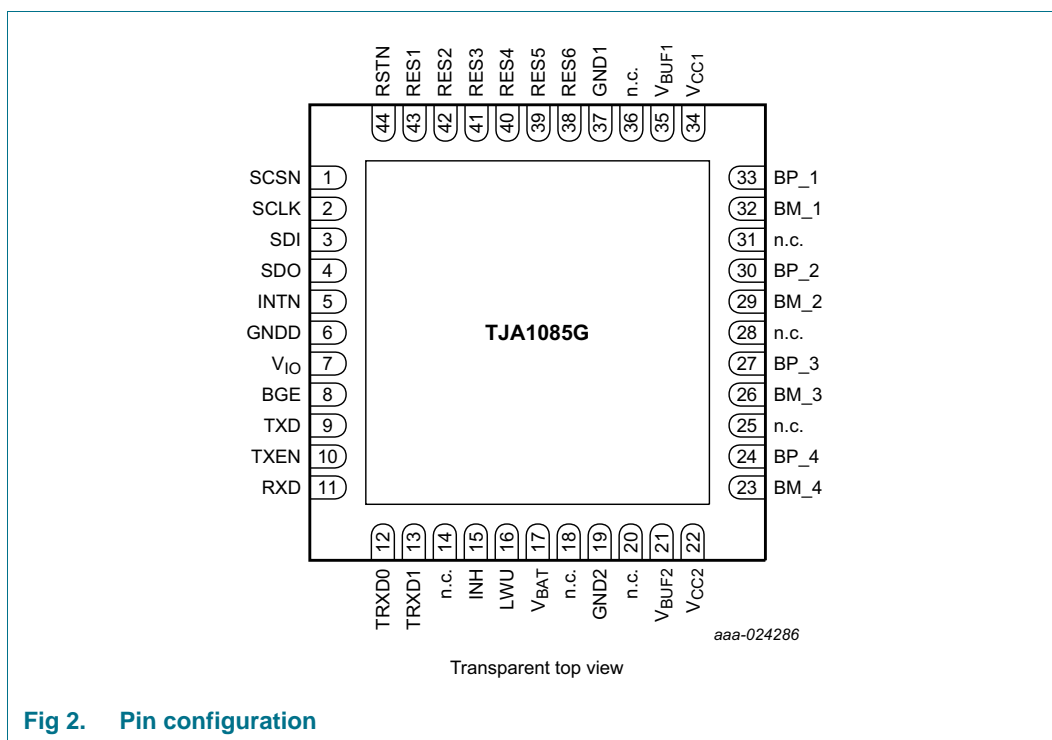 RSTN RES1 RES2 RES3 RES4 RES5 RES6 GND1 n.c. VBUF1 VCC1
44 43 42 41 40 39 38 37 36 35 34
SCSN 1 33 BP_1
SCLK 2 32 BM_1
SDI 3 31 n.c.
SDO 4 30 BP_2
INTN 5 29 BM_2
GNDD 6 TJA1085G 28 n.c.
VIO 7 27 BP_3
BGE 8 26 BM_3
TXD 9 25 n.c.
TXEN 10 24 BP_4
RXD 11 23 BM_4
12 13 14 15 16 17 18 19 20 21 22
TRXD0 TRXD1 n.c. INH LWU VBAT n.c. GND2 n.c. VBUF2 VCC2
aaa-024286
Transparent top view
Fig 2. Pin configuration